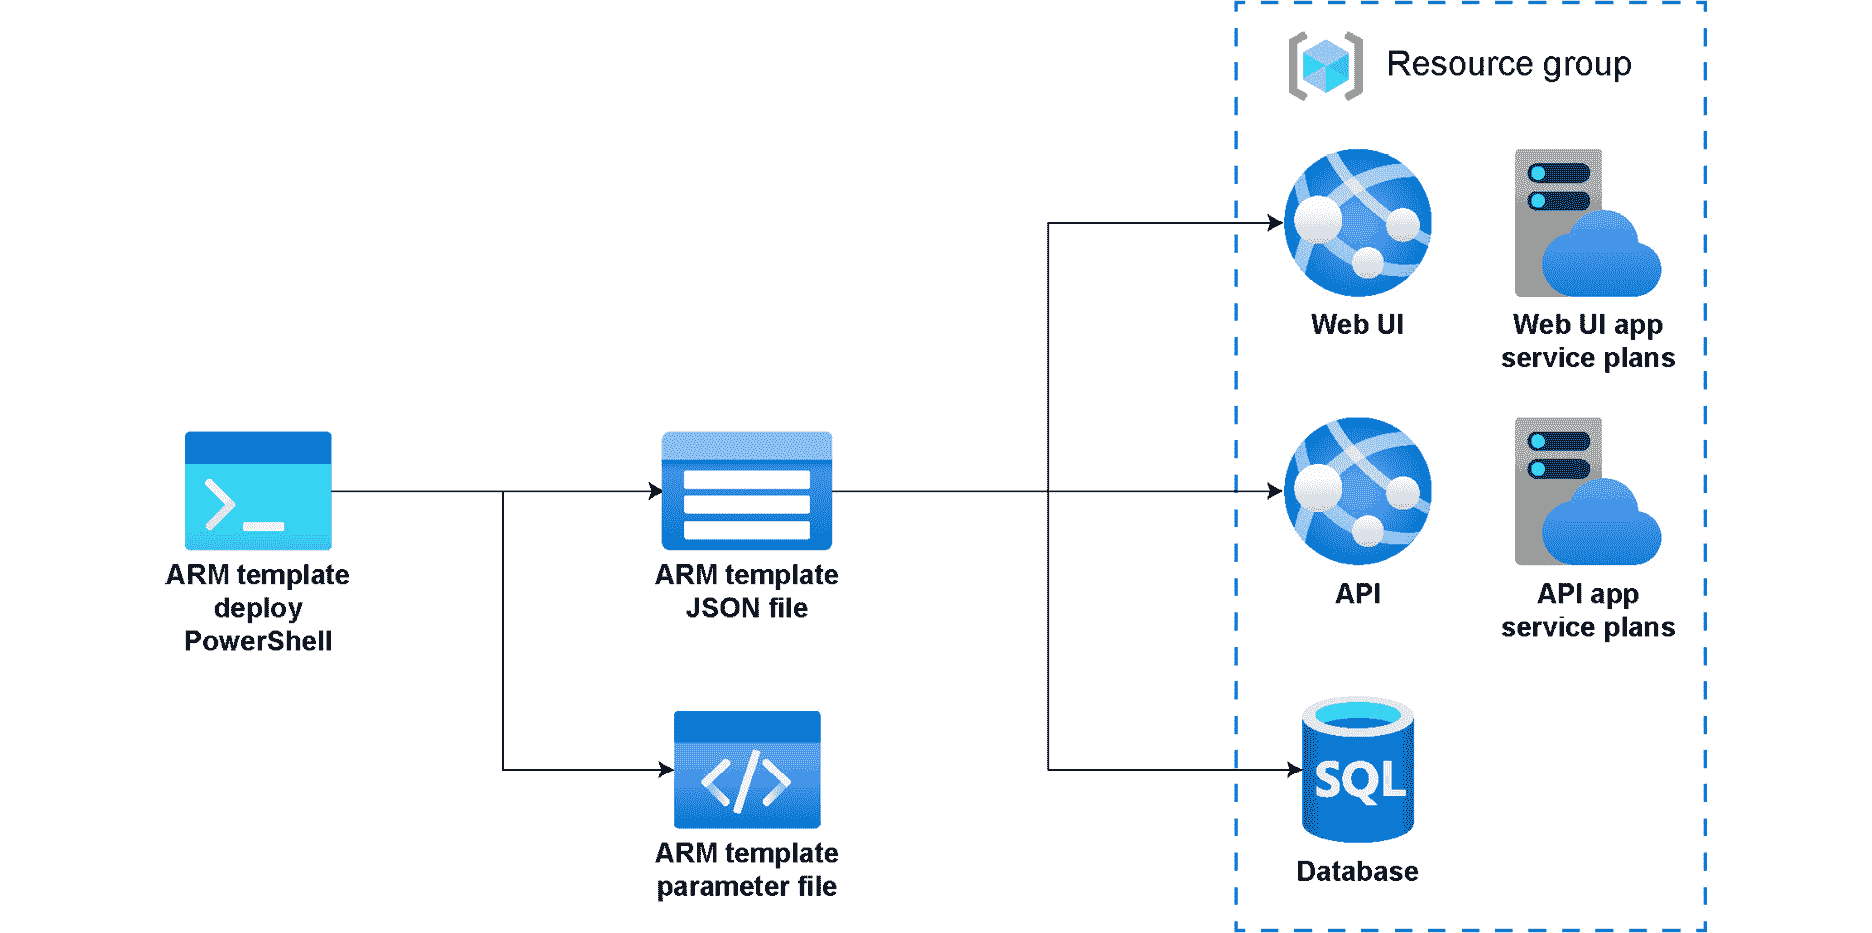 Resource group
Web UI
Web UI app
service plans
ARM template
deploy
PowerShell
ARM template
JSON file
API
API app
service plans
ARM template
parameter file
SQL
Database